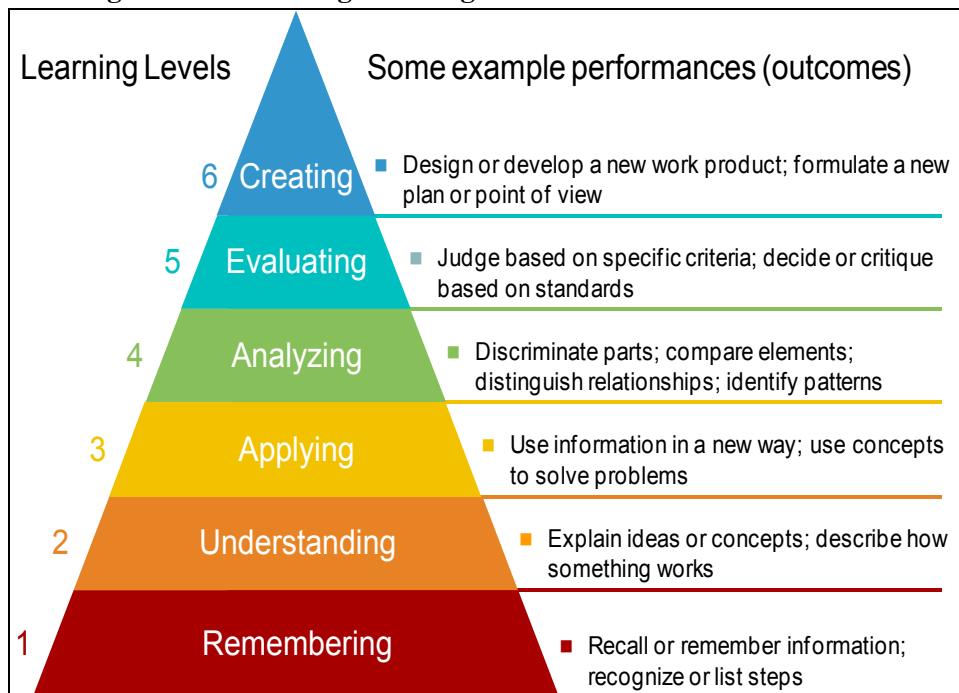 Learning Levels
Some example performances (outcomes)
6 Creating
Design or develop a new work product; formulate a new
plan or point of view
5 Evaluating
Judge based on specific criteria; decide or critique
based on standards
4 Analyzing
Discriminate parts; compare elements;
distinguish relationships; identify patterns
3 Applying
Use information in a new way; use concepts
to solve problems
2 Understanding
Explain ideas or concepts; describe how
something works
1 Remembering
Recall or remember information;
recognize or list steps